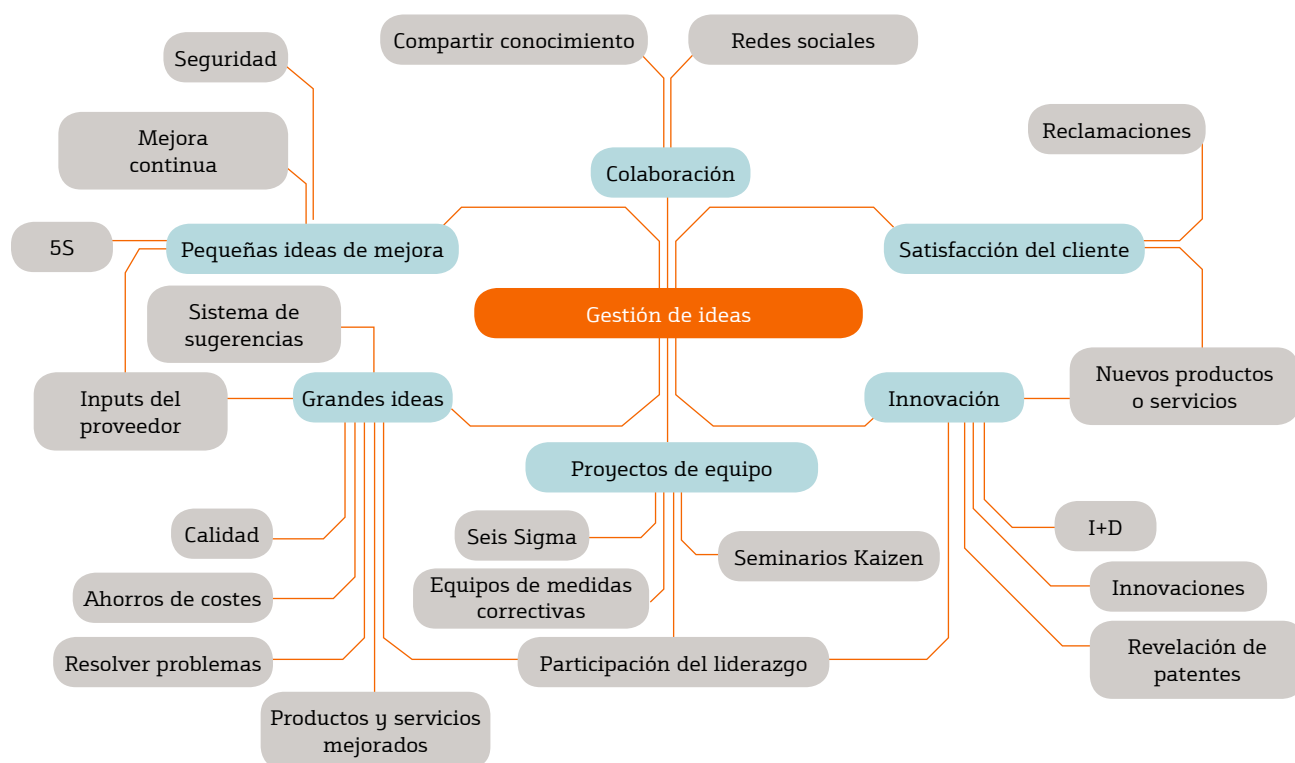 Compartir conocimiento
Redes sociales
Seguridad
Mejora
continua
Reclamaciones
Colaboración
5S
Pequeñas ideas de mejora
Satisfacción del cliente
Sistema de
sugerencias
Gestión de ideas
Inputs del
proveedor
Grandes ideas
Innovación
Nuevos productos
o servicios
Proyectos de equipo
Calidad
Seis Sigma
Seminarios Kaizen
I+D
Ahorros de costes
Equipos de medidas
correctivas
Innovaciones
Resolver problemas
Participación del liderazgo
Revelación de
patentes
Productos y servicios
mejorados